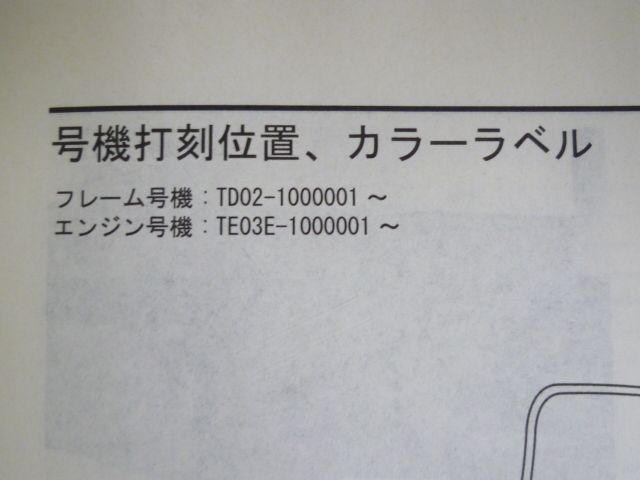 号機打刻位置、カラーラベル
フレーム号機：TD02-1000001 ～
エンジン号機：TE03E-1000001 ～